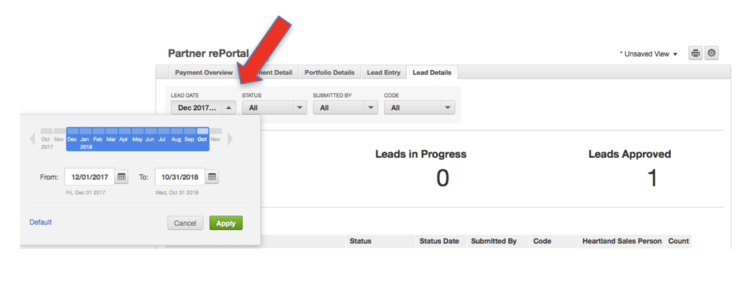 Partner rePortal
* Unsaved View
Payment Overview
ment Detail
Portfolio Details
Lead Entry
Lead Details
LEAD DATE
STATUS
SUBMITTED BY
CODE
Dec 2017...
All
All
All
Oct Nov Dec Jan Feb Mar Apr May Jun Jul Aug Sep Oct Nov
2017 2018
Leads in Progress
Leads Approved
0
1
From: 12/01/2017 To: 10/31/2018
Fri, Dec 01 2017 Wed, Oct 31 2018
Default
Cancel
Apply
Status
Status Date
Submitted By
Code
Heartland Sales Person
Count